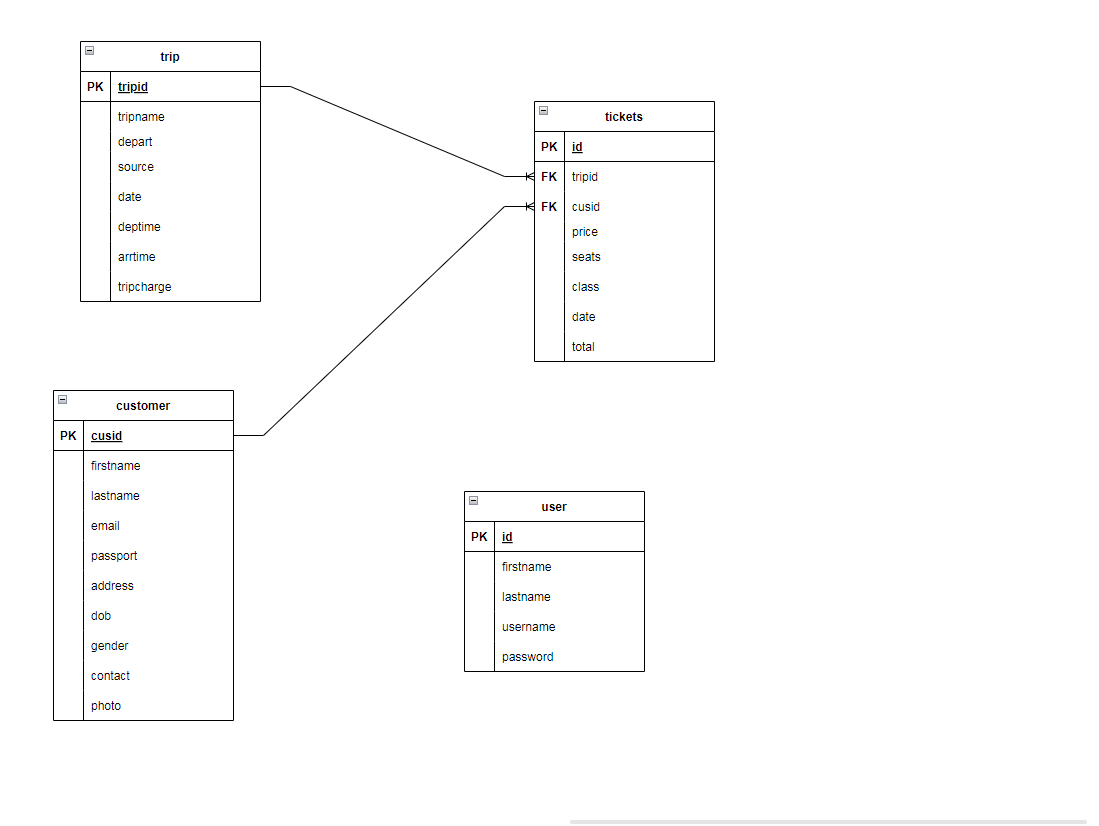 trip
PK tripid
tripname
depart
source
date
deptime
arrtime
tripcharge
tickets
PK id
FK tripid
FK cusid
price
seats
class
date
total
customer
PK cusid
firstname
lastname
email
passport
address
dob
gender
contact
photo
user
PK id
firstname
lastname
username
password